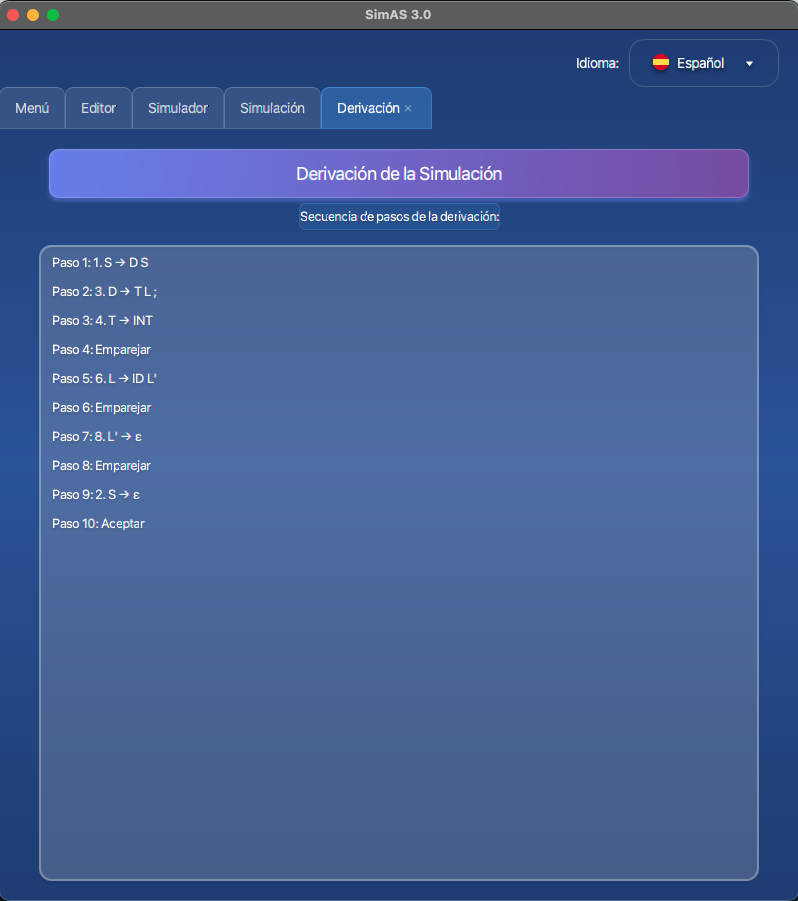 SimAS 3.0
Idioma: Español
Menú Editor Simulador Simulación Derivación ×
Derivación de la Simulación
Secuencia de pasos de la derivación:
Paso 1: 1. S → D S
Paso 2: 3. D → T L ;
Paso 3: 4. T → INT
Paso 4: Emparejar
Paso 5: 6. L → ID L'
Paso 6: Emparejar
Paso 7: 8. L' → ε
Paso 8: Emparejar
Paso 9: 2. S → ε
Paso 10: Aceptar